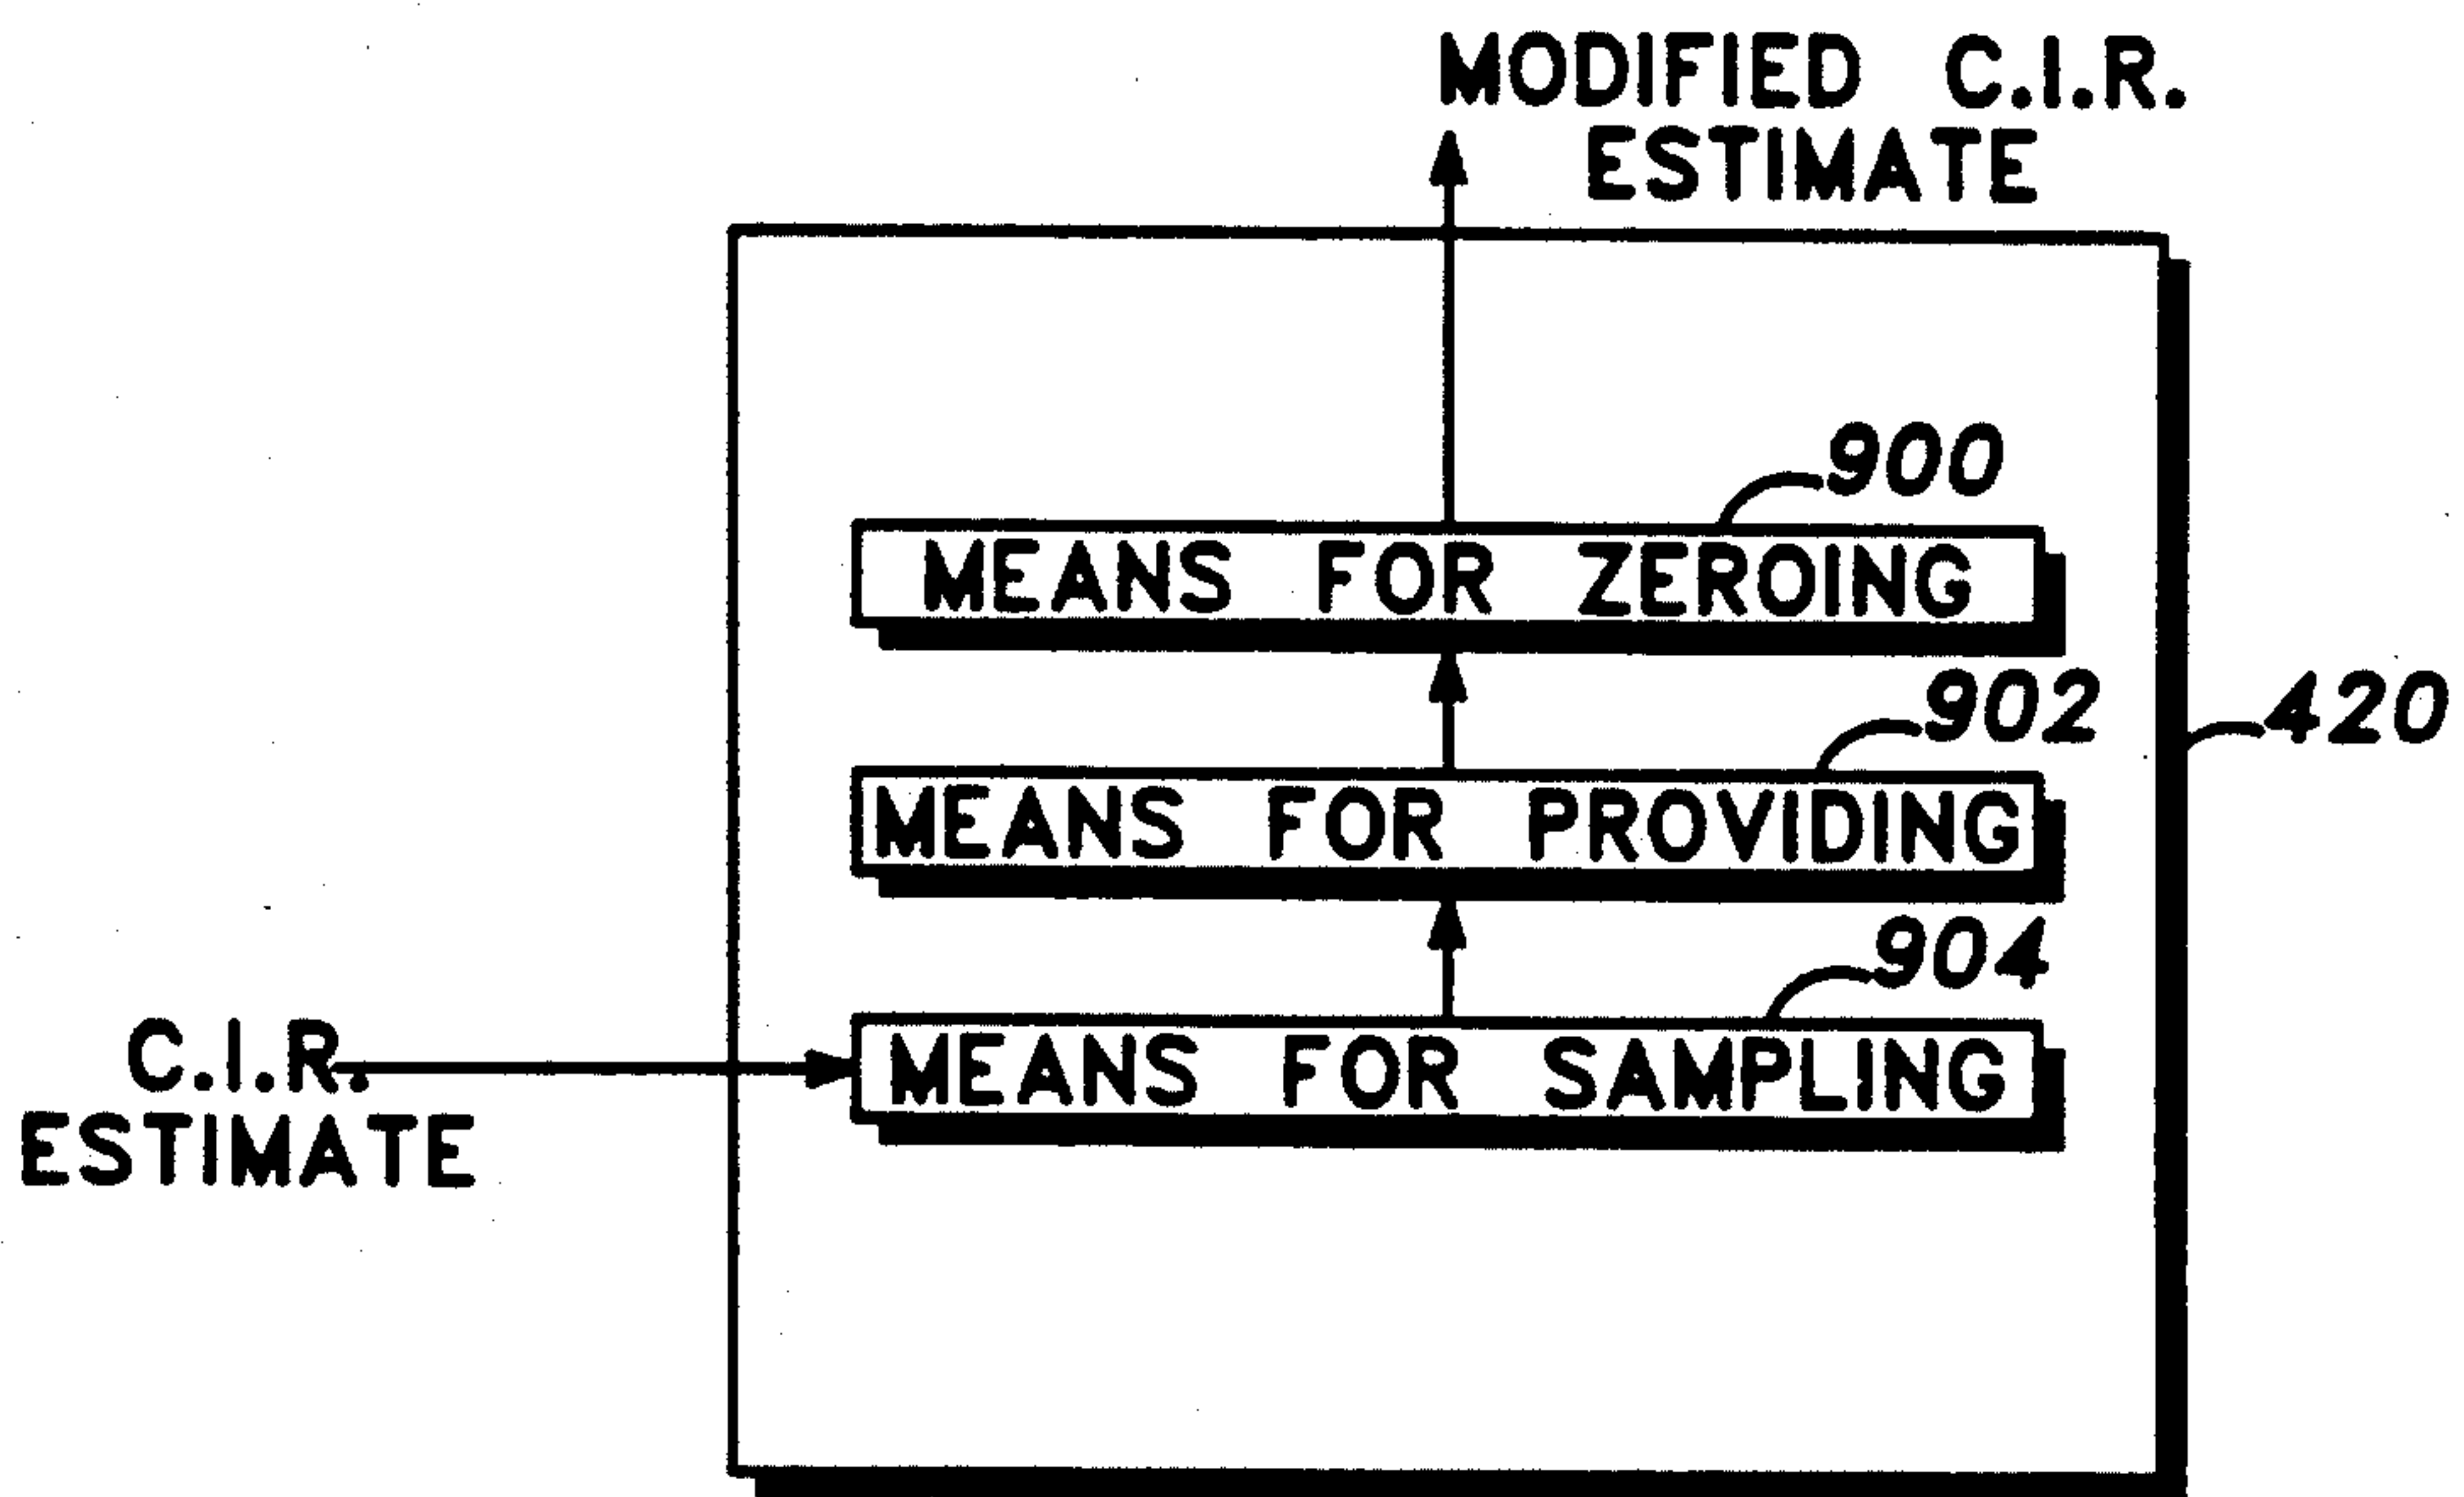 MODIFIED C.I.R.
ESTIMATE
900
MEANS FOR ZEROING
902
420
MEANS FOR PROVIDING
904
C.I.R.
ESTIMATE
MEANS FOR SAMPLING